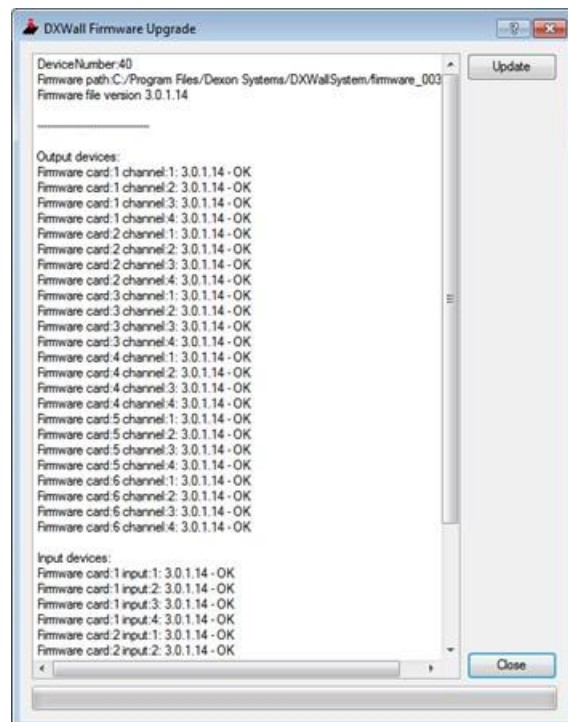 DXWall Firmware Upgrade
DeviceNumber:40
Firmware path:C:/Program Files/Dexon Systems/DXWallSystem/firmware_003
Firmware file version 3.0.1.14
Output devices:
Firmware card:1 channel:1: 3.0.1.14 - OK
Firmware card:1 channel:2: 3.0.1.14 - OK
Firmware card:1 channel:3: 3.0.1.14 - OK
Firmware card:1 channel:4: 3.0.1.14 - OK
Firmware card:2 channel:1: 3.0.1.14 - OK
Firmware card:2 channel:2: 3.0.1.14 - OK
Firmware card:2 channel:3: 3.0.1.14 - OK
Firmware card:2 channel:4: 3.0.1.14 - OK
Firmware card:3 channel:1: 3.0.1.14 - OK
Firmware card:3 channel:2: 3.0.1.14 - OK
Firmware card:3 channel:3: 3.0.1.14 - OK
Firmware card:3 channel:4: 3.0.1.14 - OK
Firmware card:4 channel:1: 3.0.1.14 - OK
Firmware card:4 channel:2: 3.0.1.14 - OK
Firmware card:4 channel:3: 3.0.1.14 - OK
Firmware card:4 channel:4: 3.0.1.14 - OK
Firmware card:5 channel:1: 3.0.1.14 - OK
Firmware card:5 channel:2: 3.0.1.14 - OK
Firmware card:5 channel:3: 3.0.1.14 - OK
Firmware card:5 channel:4: 3.0.1.14 - OK
Firmware card:6 channel:1: 3.0.1.14 - OK
Firmware card:6 channel:2: 3.0.1.14 - OK
Firmware card:6 channel:3: 3.0.1.14 - OK
Firmware card:6 channel:4: 3.0.1.14 - OK
Input devices:
Firmware card:1 input:1: 3.0.1.14 - OK
Firmware card:1 input:2: 3.0.1.14 - OK
Firmware card:1 input:3: 3.0.1.14 - OK
Firmware card:1 input:4: 3.0.1.14 - OK
Firmware card:2 input:1: 3.0.1.14 - OK
Firmware card:2 input:2: 3.0.1.14 - OK
Update
Close